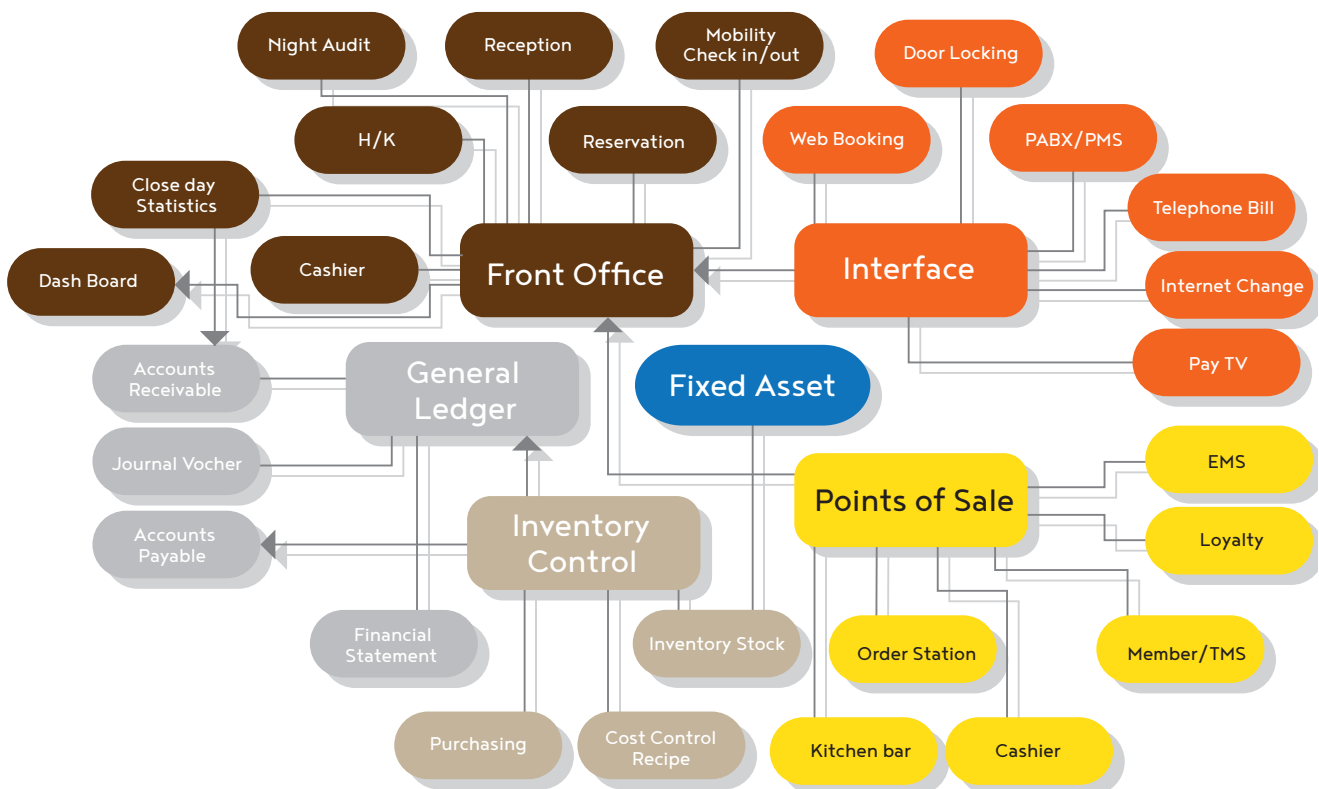 Night Audit
Reception
Mobility
Check in/out
Door Locking
H/K
Reservation
Web Booking
PABX/PMS
Close day
Statistics
Telephone Bill
Dash Board
Cashier
Front Office
Interface
Internet Change
Accounts
Receivable
General
Ledger
Fixed Asset
Pay TV
Journal Vocher
EMS
Points of Sale
Accounts
Payable
Inventory
Control
Loyalty
Financial
Statement
Inventory Stock
Order Station
Member/TMS
Purchasing
Cost Control
Recipe
Kitchen bar
Cashier